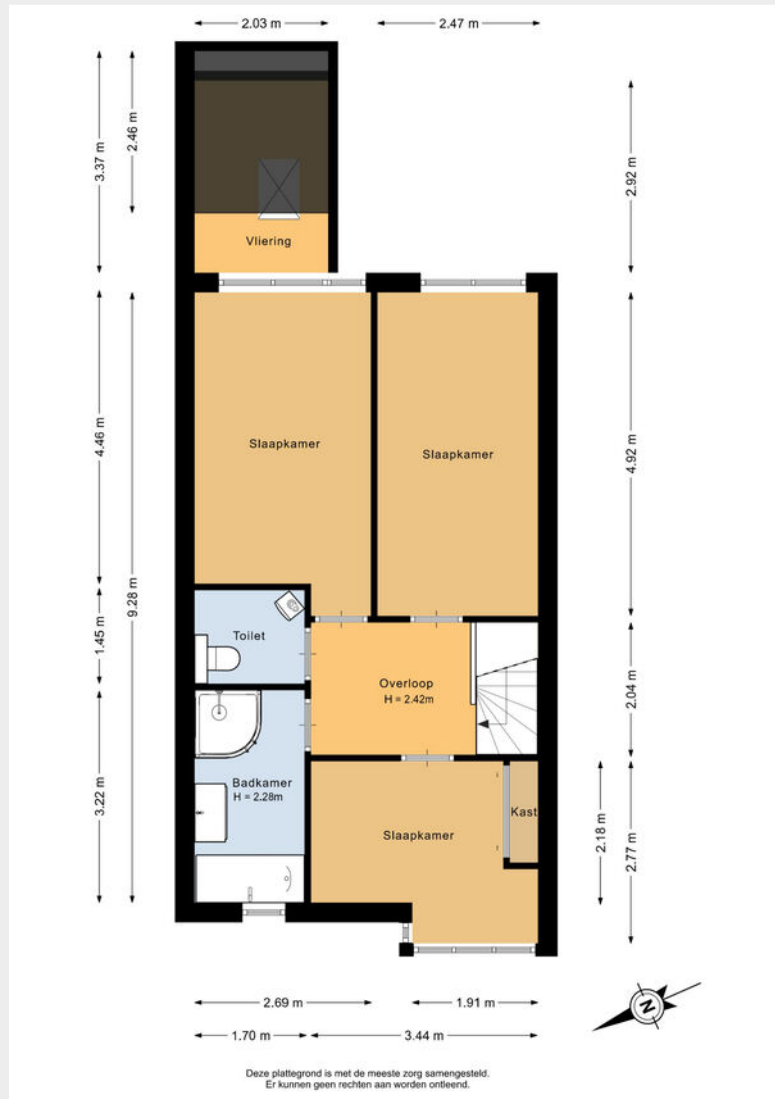 2.03 m
2.47 m
3.37 m
2.46 m
2.92 m
Vliering
4.46 m
9.28 m
Slaapkamer
Slaapkamer
4.92 m
1.45 m
Toilet
Overloop
H = 2.42m
2.04 m
3.22 m
Badkamer
H = 2.28m
Slaapkamer
Kast
2.18 m
2.77 m
2.69 m
1.91 m
1.70 m
3.44 m
N
Deze plattegrond is met de meeste zorg samengesteld.
Er kunnen geen rechten aan worden ontleend.